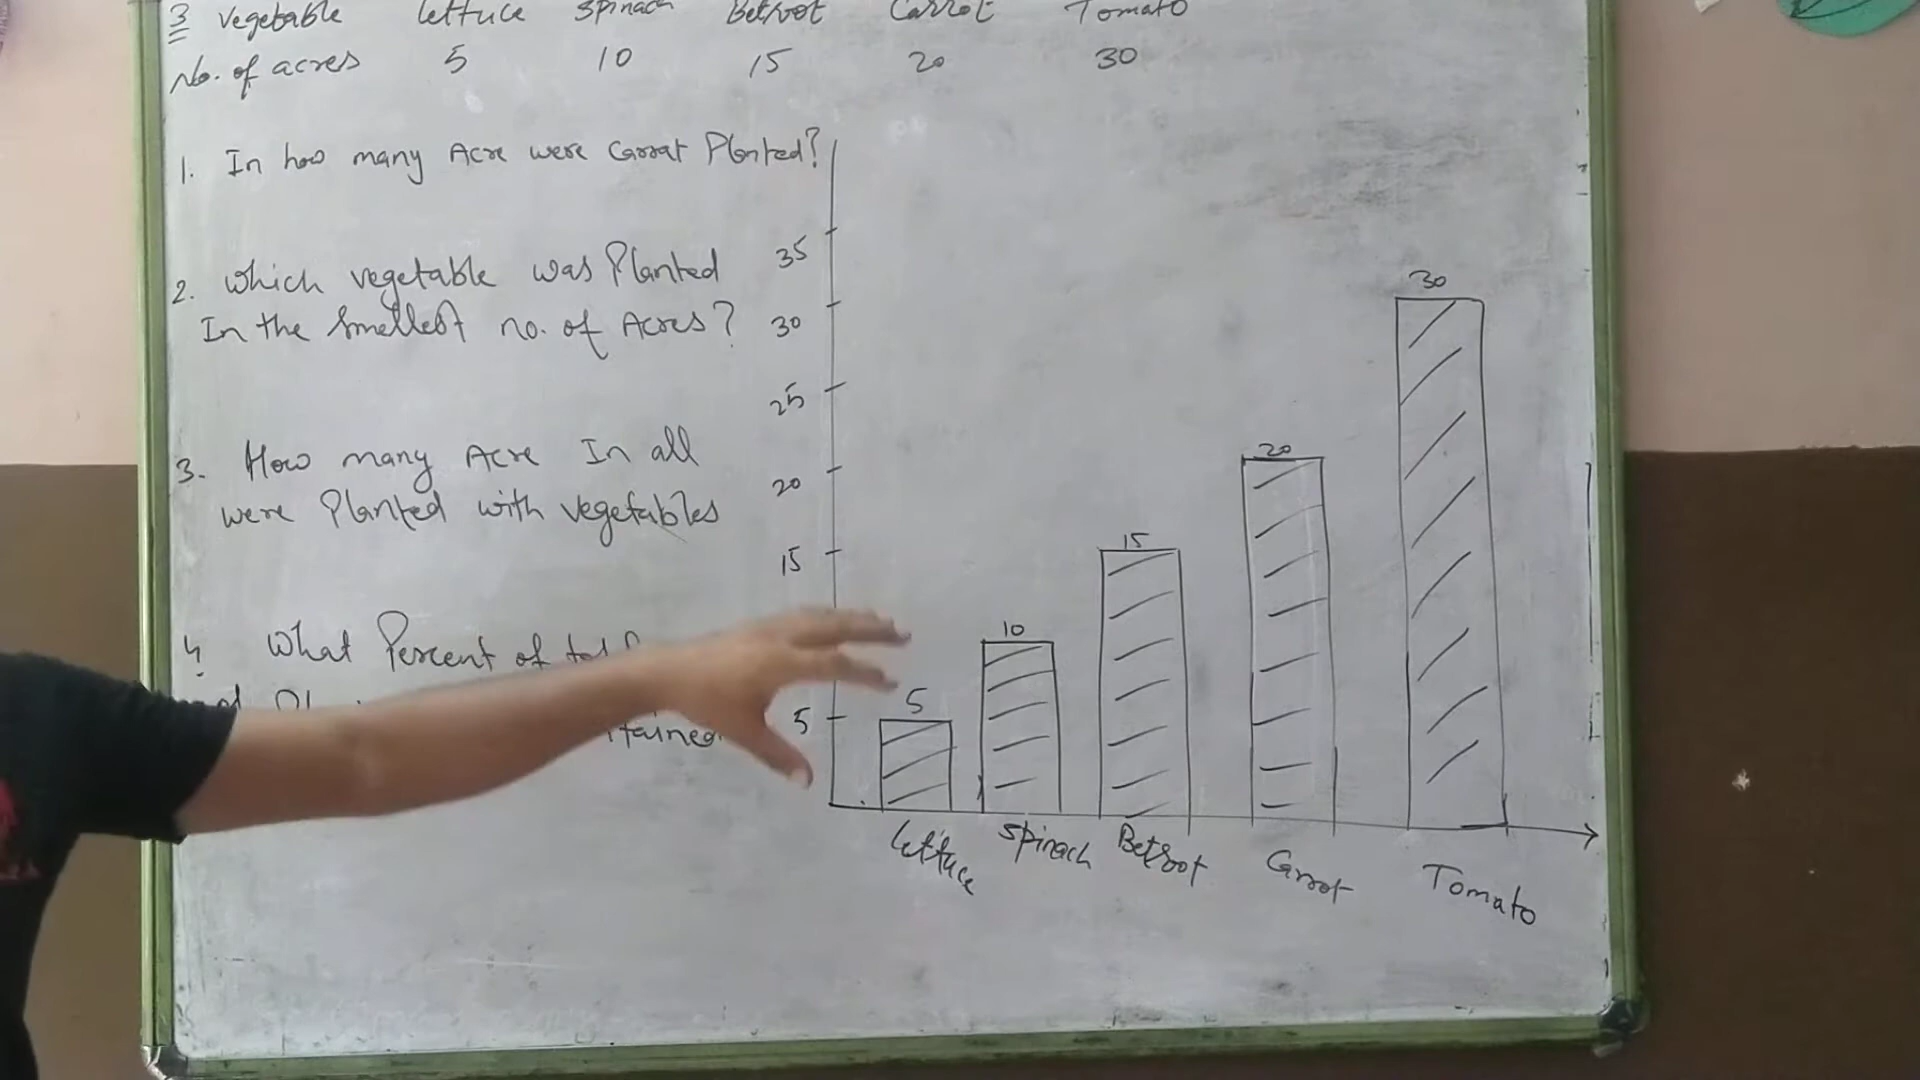 3 vegetable lettuce Spinach Betroot Carrot Tomato
No. of acres 5 10 15 20 30
1. In how many Acre were Carrat Planted?
2. Which vegetable was Planted
In the smallest no. of Acres?
3. How many Acre In all
were Planted with vegetables
4 What Percent of
35
30
25
20
15
5
5
10
15
20
30
lettuce
Spinach
Betroot
Carrot
Tomato